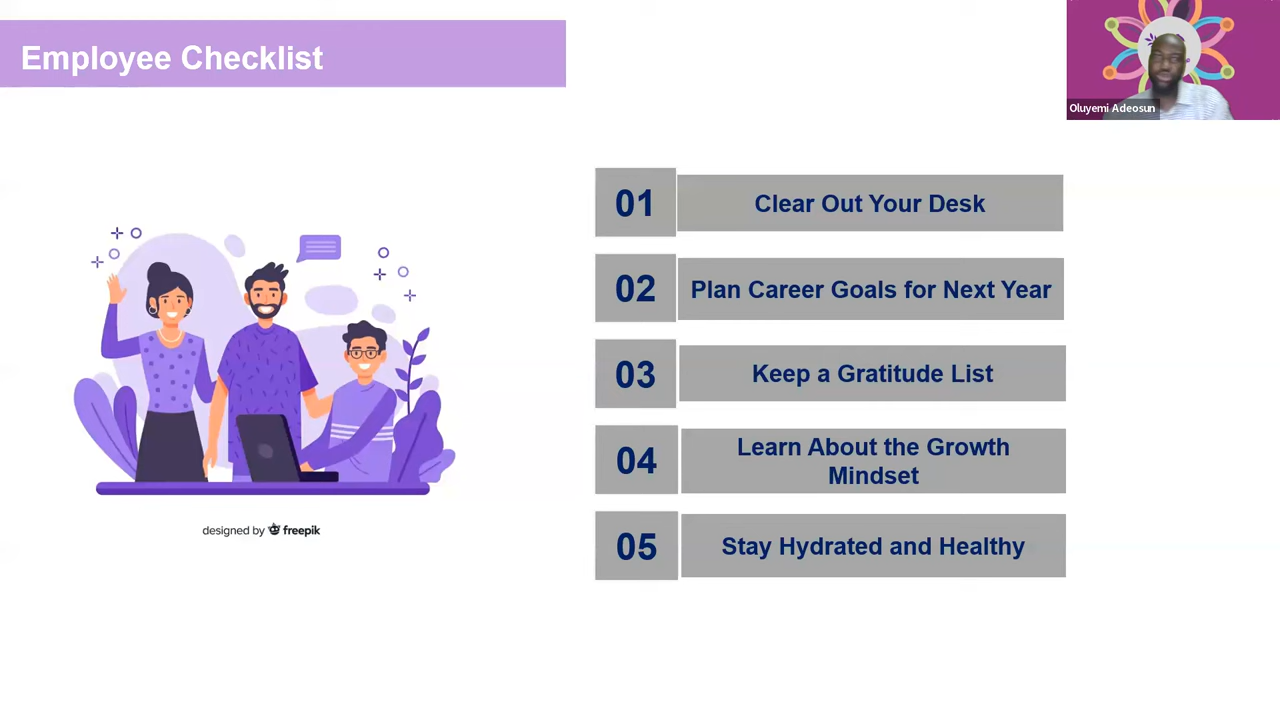 Employee Checklist
Oluyemi Adeosun
01
Clear Out Your Desk
02
Plan Career Goals for Next Year
03
Keep a Gratitude List
04
Learn About the Growth
Mindset
05
Stay Hydrated and Healthy
designed by freepik